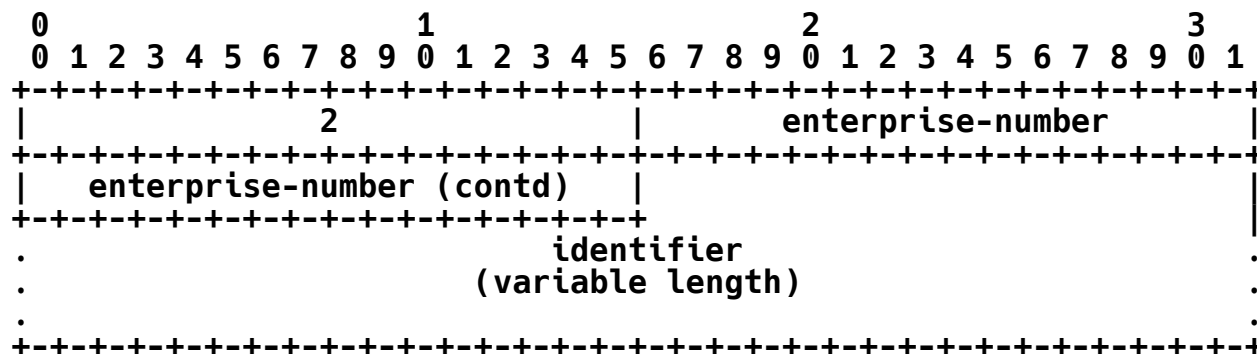 0                   1                   2                   3
 0 1 2 3 4 5 6 7 8 9 0 1 2 3 4 5 6 7 8 9 0 1 2 3 4 5 6 7 8 9 0 1
+-+-+-+-+-+-+-+-+-+-+-+-+-+-+-+-+-+-+-+-+-+-+-+-+-+-+-+-+-+-+-+-+
|               2               |       enterprise-number       |
+-+-+-+-+-+-+-+-+-+-+-+-+-+-+-+-+-+-+-+-+-+-+-+-+-+-+-+-+-+-+-+-+
|   enterprise-number (contd)   |                               |
+-+-+-+-+-+-+-+-+-+-+-+-+-+-+-+-+                               |
.                           identifier                          .
.                       (variable length)                       .
.                                                               .
+-+-+-+-+-+-+-+-+-+-+-+-+-+-+-+-+-+-+-+-+-+-+-+-+-+-+-+-+-+-+-+-+